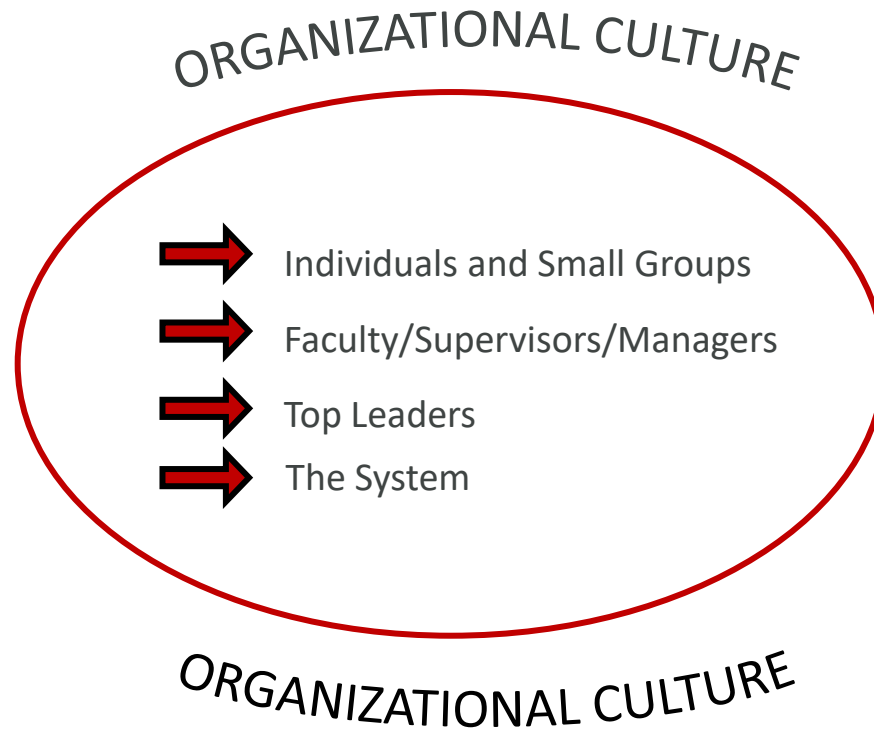 ORGANIZATIONAL CULTURE
Individuals and Small Groups
Faculty/Supervisors/Managers
Top Leaders
The System
ORGANIZATIONAL CULTURE